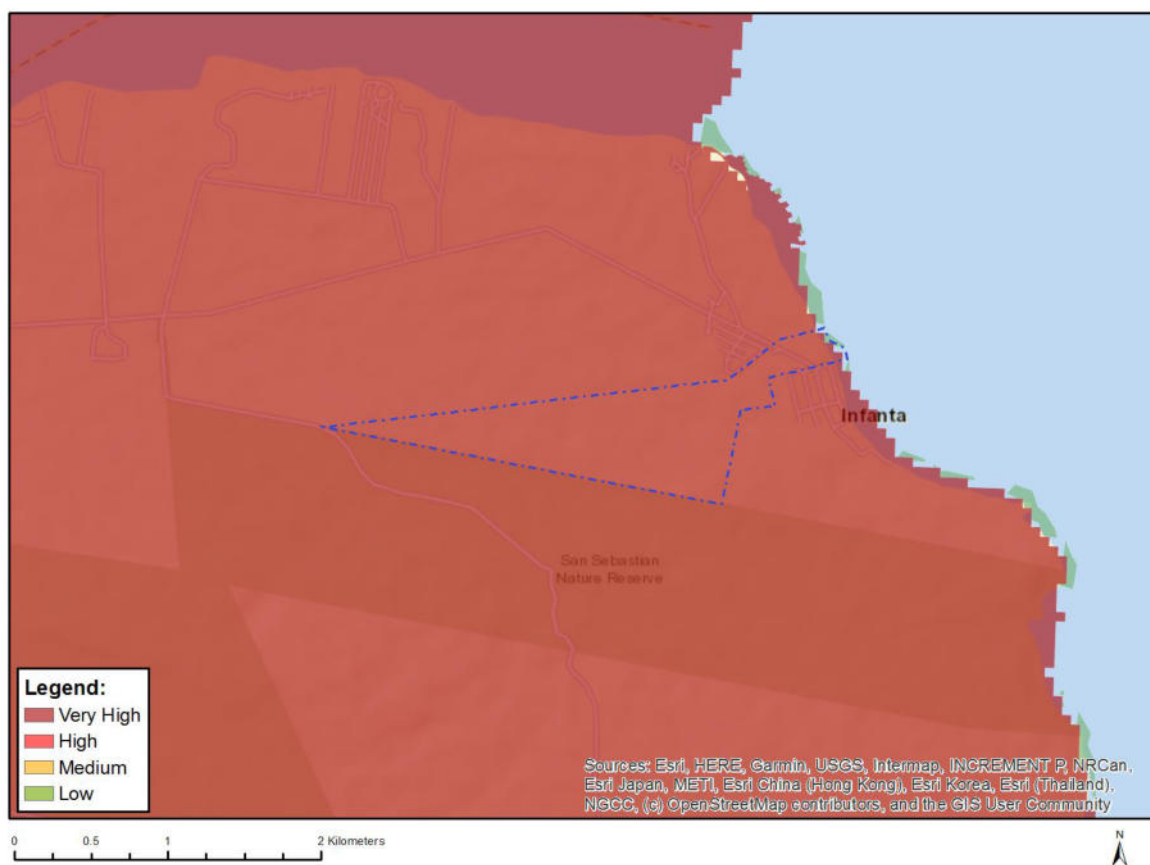 Infanta
San Sebastian
Nature Reserve
Legend:
Very High
High
Medium
Low
Sources: Esri, HERE, Garmin, USGS, Intermap, INCREMENT P, NRCan,
Esri Japan, METI, Esri China (Hong Kong), Esri Korea, Esri (Thailand),
NGCC, (c) OpenStreetMap contributors, and the GIS User Community
0 0.5 1 2 Kilometers
N